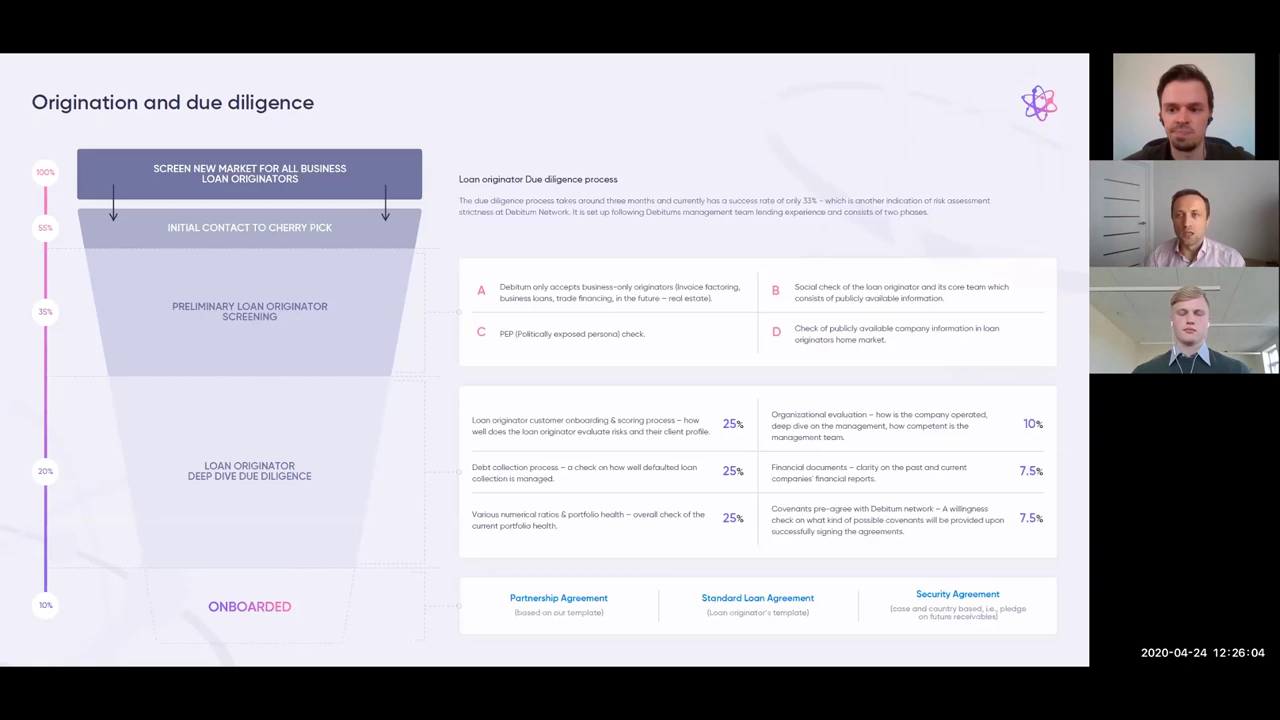 Origination and due diligence
100%
SCREEN NEW MARKET FOR ALL BUSINESS
LOAN ORIGINATORS
55%
INITIAL CONTACT TO CHERRY PICK
35%
PRELIMINARY LOAN ORIGINATOR
SCREENING
20%
LOAN ORIGINATOR
DEEP DIVE DUE DILIGENCE
10%
ONBOARDED
Loan originator Due diligence process
The due diligence process takes around three months and currently has a success rate of only 33% - which is another indication of risk assessment
strictness at Debitum Network. It is set up following Debitums management team lending experience and consists of two phases.
A
Debitum only accepts business-only originators (Invoice factoring,
business loans, trade financing, in the future – real estate).
B
Social check of the loan originator and its core team which
consists of publicly available information.
C
PEP (Politically exposed persona) check.
D
Check of publicly available company information in loan
originators home market.
Loan originator customer onboarding & scoring process – how
well does the loan originator evaluate risks and their client profile.
25%
Organizational evaluation – how is the company operated,
deep dive on the management, how competent is the
management team.
10%
Debt collection process – a check on how well defaulted loan
collection is managed.
25%
Financial documents – clarity on the past and current
companies' financial reports.
7.5%
Various numerical ratios & portfolio health – overall check of the
current portfolio health.
25%
Covenants pre-agree with Debitum network – A willingness
check on what kind of possible covenants will be provided upon
successfully signing the agreements.
7.5%
Partnership Agreement
(based on our template)
Standard Loan Agreement
(Loan originator's template)
Security Agreement
(case and country based, i.e., pledge
on future receivables)
2020-04-24 12:26:04